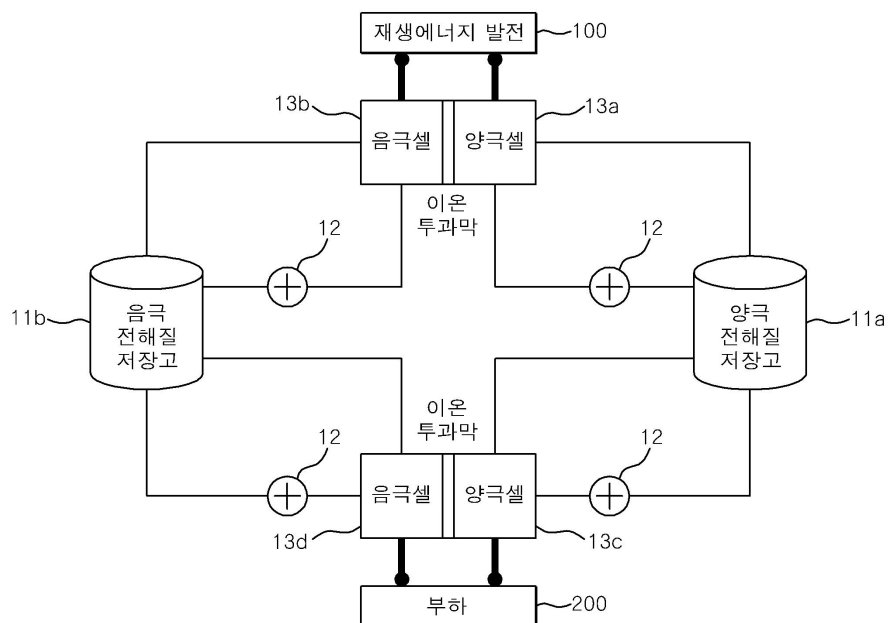 재생에너지 발전
100
13b
13a
음극셀
양극셀
이온
투과막
12
12
11b
음극
전해질
저장고
양극
전해질
저장고
11a
이온
투과막
12
12
음극셀
양극셀
13d
13c
부하
200